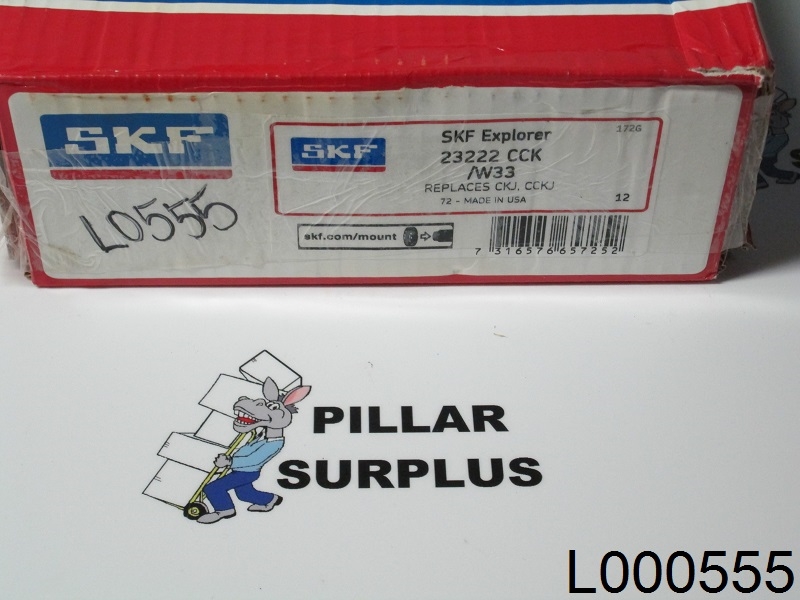 SKF
L0555
SKF
SKF Explorer
172G
23222 CCK
/W33
REPLACES CKJ, CCKJ
72 - MADE IN USA
12
skf.com/mount
7 316576 657252
PILLAR
SURPLUS
L000555